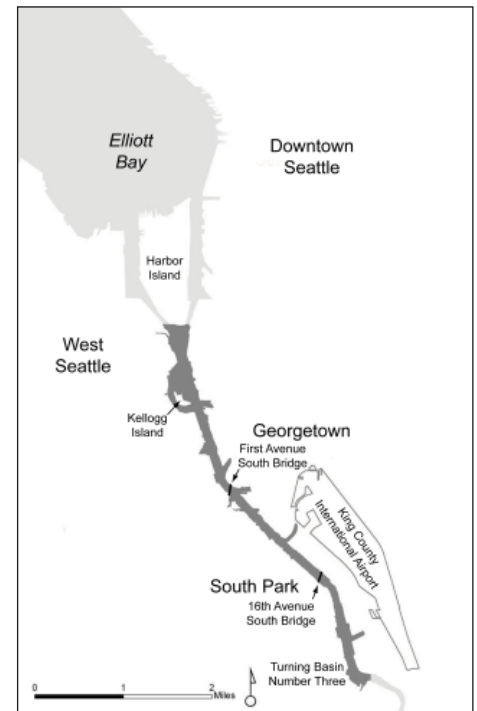 Elliott
Bay
Downtown
Seattle
Harbor
Island
West
Seattle
Kellogg
Island
Georgetown
First Avenue
South Bridge
King County
International Airport
South Park
16th Avenue
South Bridge
Turning Basin
Number Three
0 1 2
Miles